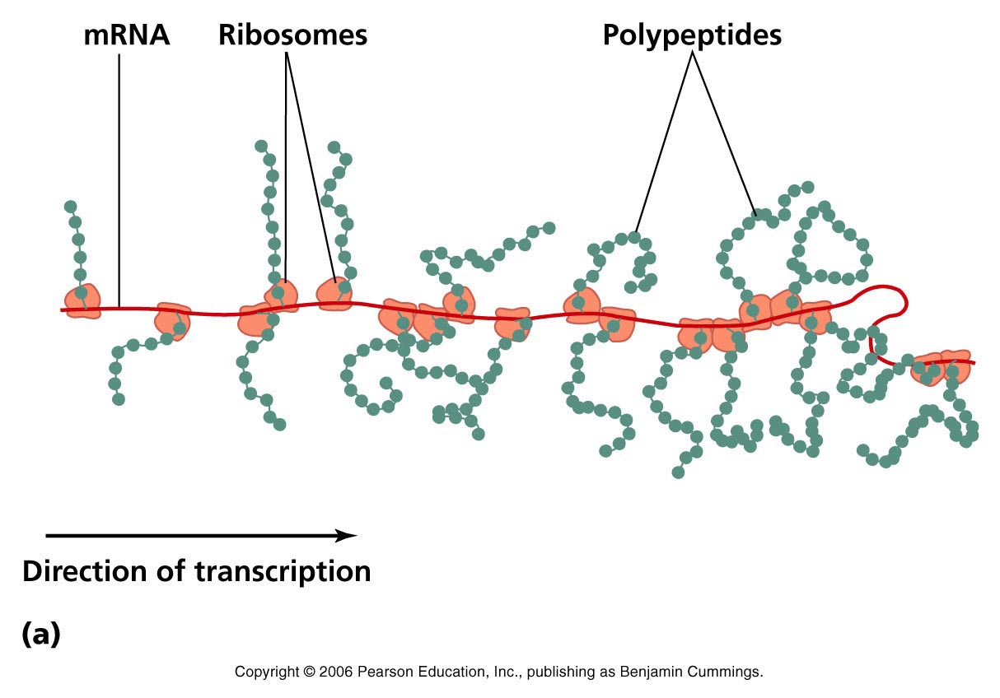 mRNA
Ribosomes
Polypeptides
Direction of transcription
(a)
Copyright © 2006 Pearson Education, Inc., publishing as Benjamin Cummings.